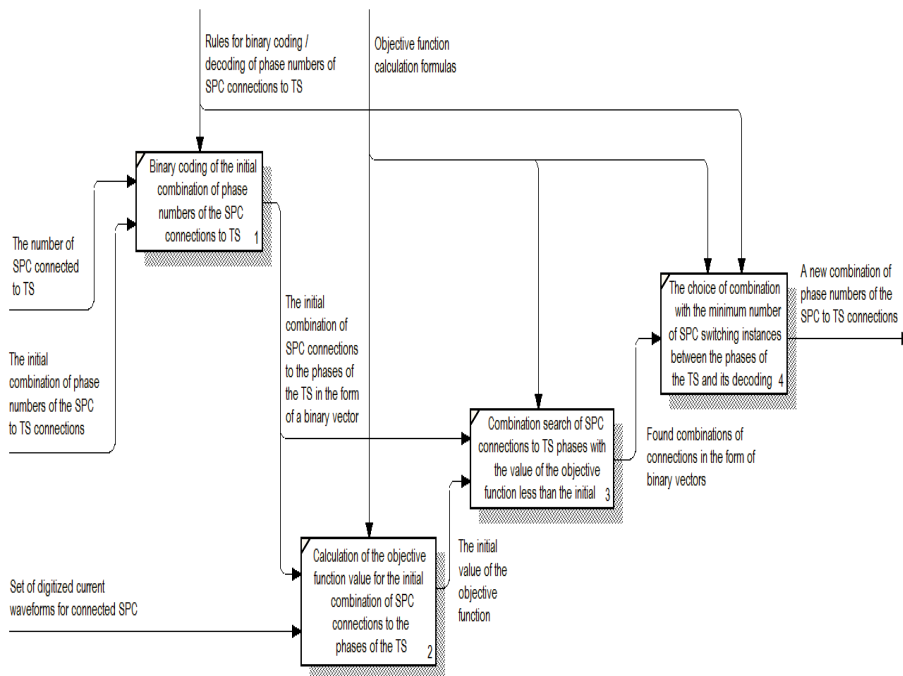 Rules for binary coding /
decoding of phase numbers of
SPC connections to TS
Objective function
calculation formulas
Binary coding of the initial
combination of phase
numbers of the SPC
connections to TS
1
The number of
SPC connected
to TS
The initial
combination of phase
numbers of the SPC
to TS connections
The initial
combination of
SPC connections
to the phases of
the TS in the form
of a binary vector
The choice of combination
with the minimum number
of SPC switching instances
between the phases of
the TS and its decoding
4
A new combination of
phase numbers of the
SPC to TS connections
Combination search of SPC
connections to TS phases with
the value of the objective
function less than the initial
3
Found combinations of
connections in the form of
binary vectors
Set of digitized current
waveforms for connected SPC
Calculation of the objective
function value for the initial
combination of SPC
connections to the
phases of the TS
2
The initial
value of the
objective
function